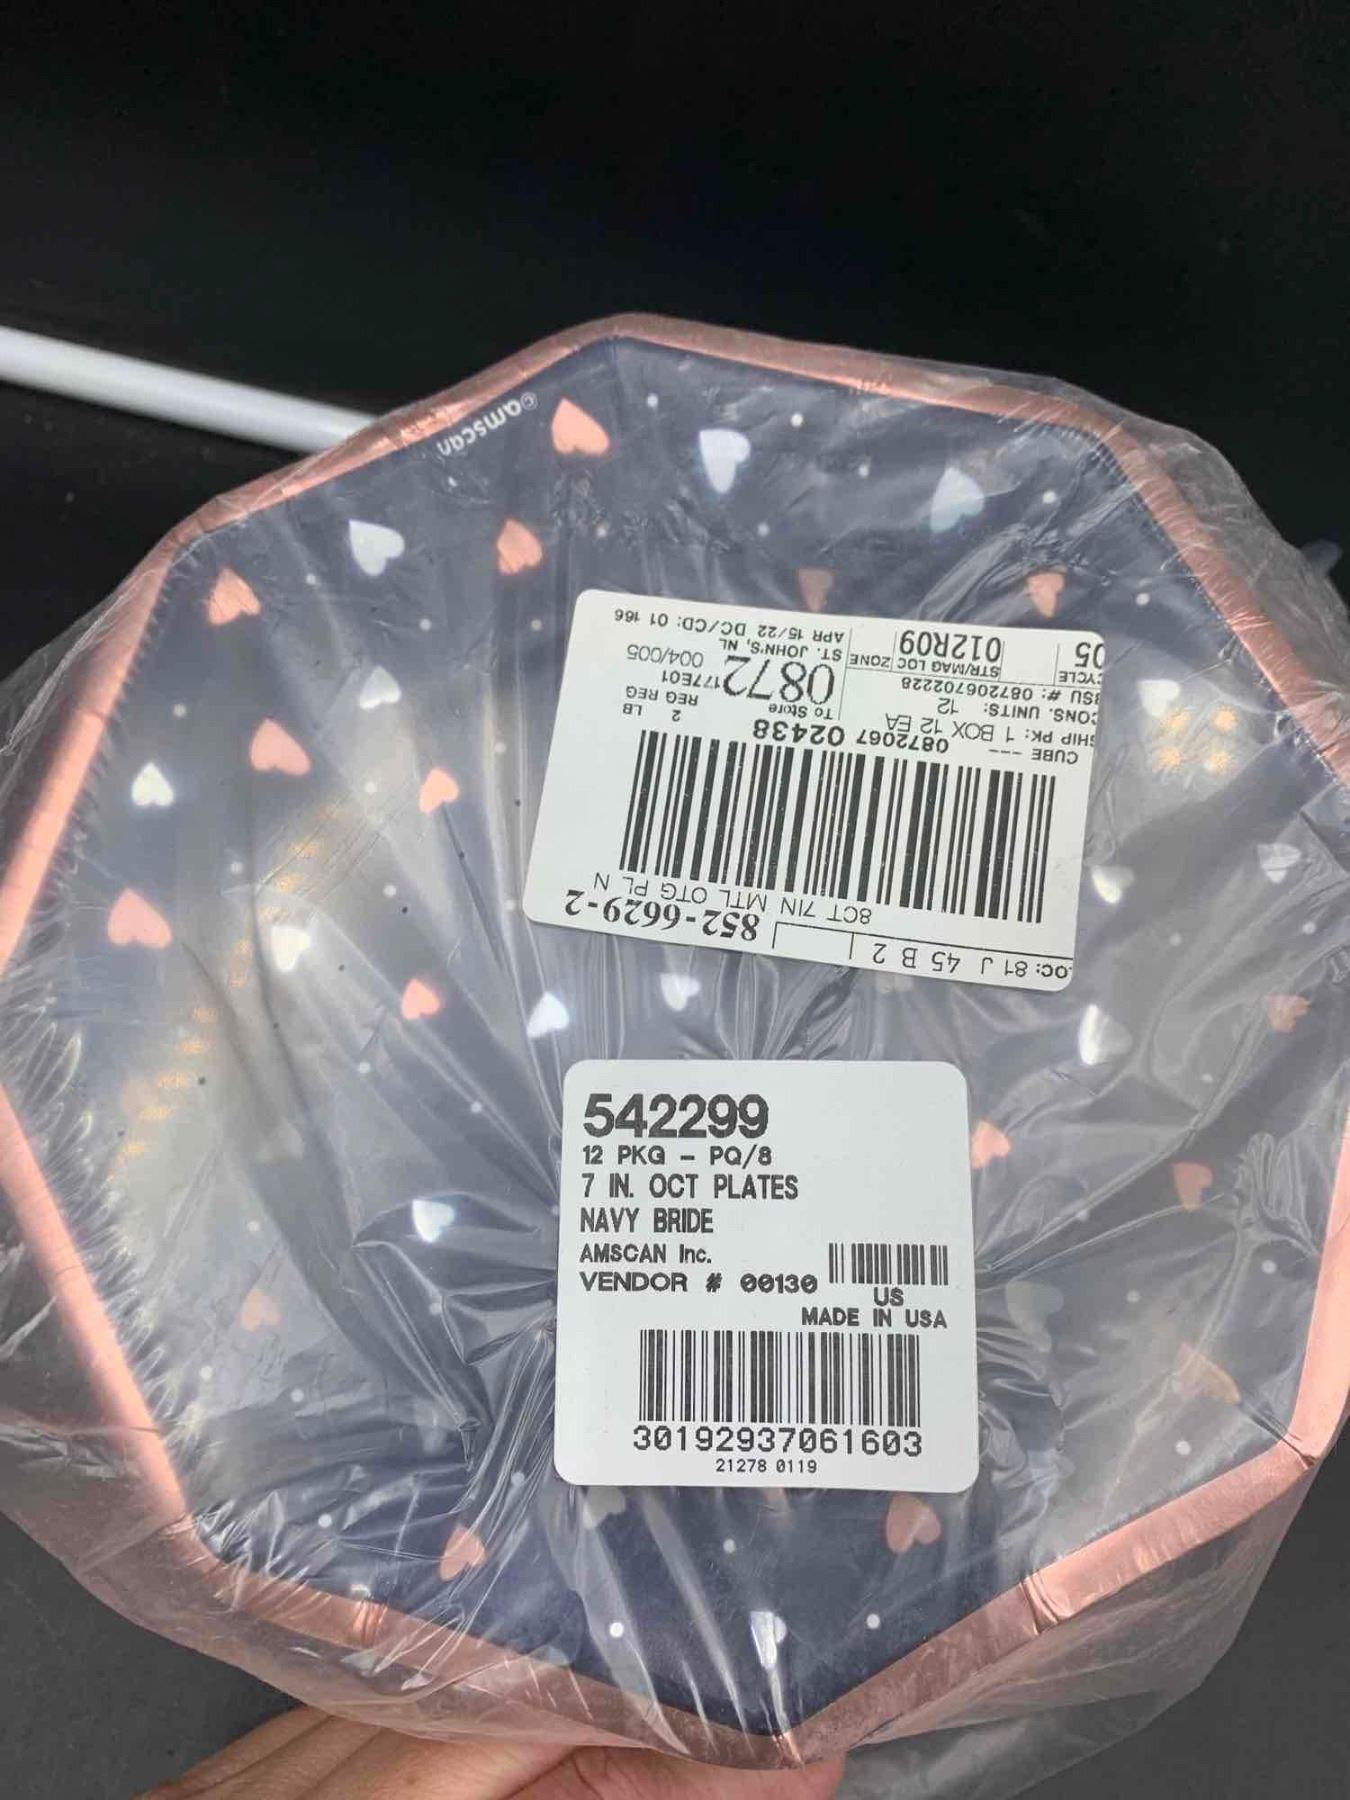 ©amscan
LOC: 81 J 45 B 2
852-6629-2
8CT 7IN MTL OTG PL N
CUBE ---
0872067 02438
SHIP PK: 1 BOX 12 EA
CONS. UNITS: 12
BSU #: 087206702228
To Store
0872
2 LB
REG REG
177E01
004/005
ST. JOHN'S, NL
APR 15/22 DC/CD: 01 166
CYCLE
05
STR/MAG LOC ZONE
012R09
542299
12 PKG - PQ/8
7 IN. OCT PLATES
NAVY BRIDE
AMSCAN Inc.
VENDOR # 00130
US
MADE IN USA
30192937061603
21278 0119